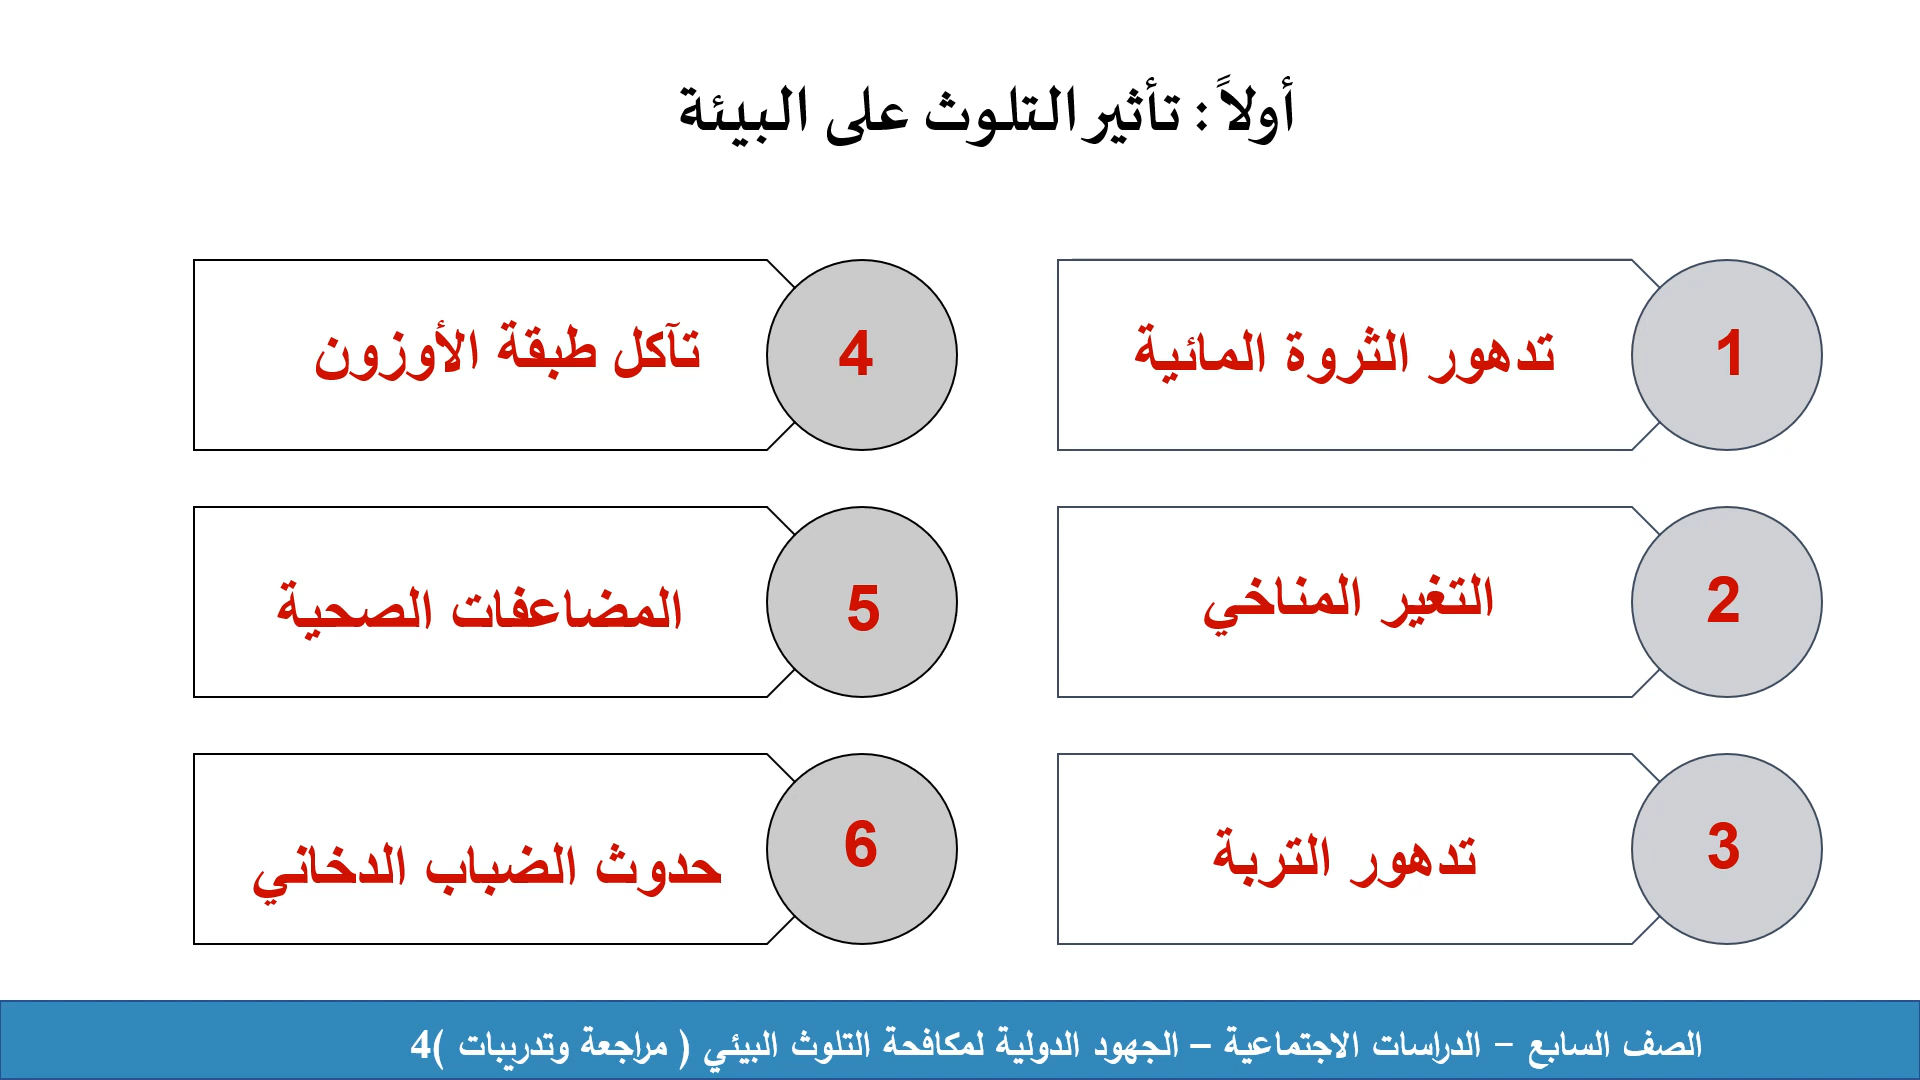 أولاً : تأثير التلوث على البيئة
1 تدهور الثروة المائية
2 التغير المناخي
3 تدهور التربة
4 تآكل طبقة الأوزون
5 المضاعفات الصحية
6 حدوث الضباب الدخاني
الصف السابع – الدراسات الاجتماعية – الجهود الدولية لمكافحة التلوث البيئي ( مراجعة وتدريبات )4